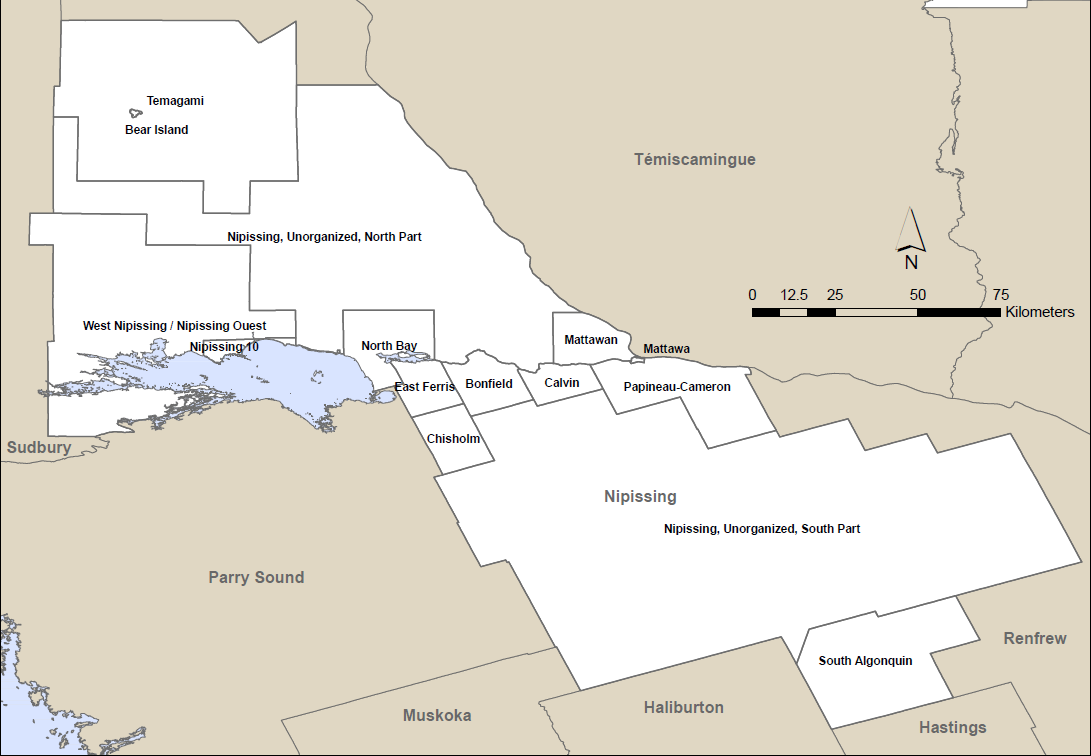 Temagami
Bear Island
Témiscamingue
Nipissing, Unorganized, North Part
N
0 12.5 25 50 75
Kilometers
West Nipissing / Nipissing Ouest
Nipissing 10
North Bay
Mattawan
Mattawa
East Ferris
Bonfield
Calvin
Papineau-Cameron
Chisholm
Sudbury
Nipissing
Nipissing, Unorganized, South Part
Parry Sound
Renfrew
South Algonquin
Muskoka
Haliburton
Hastings